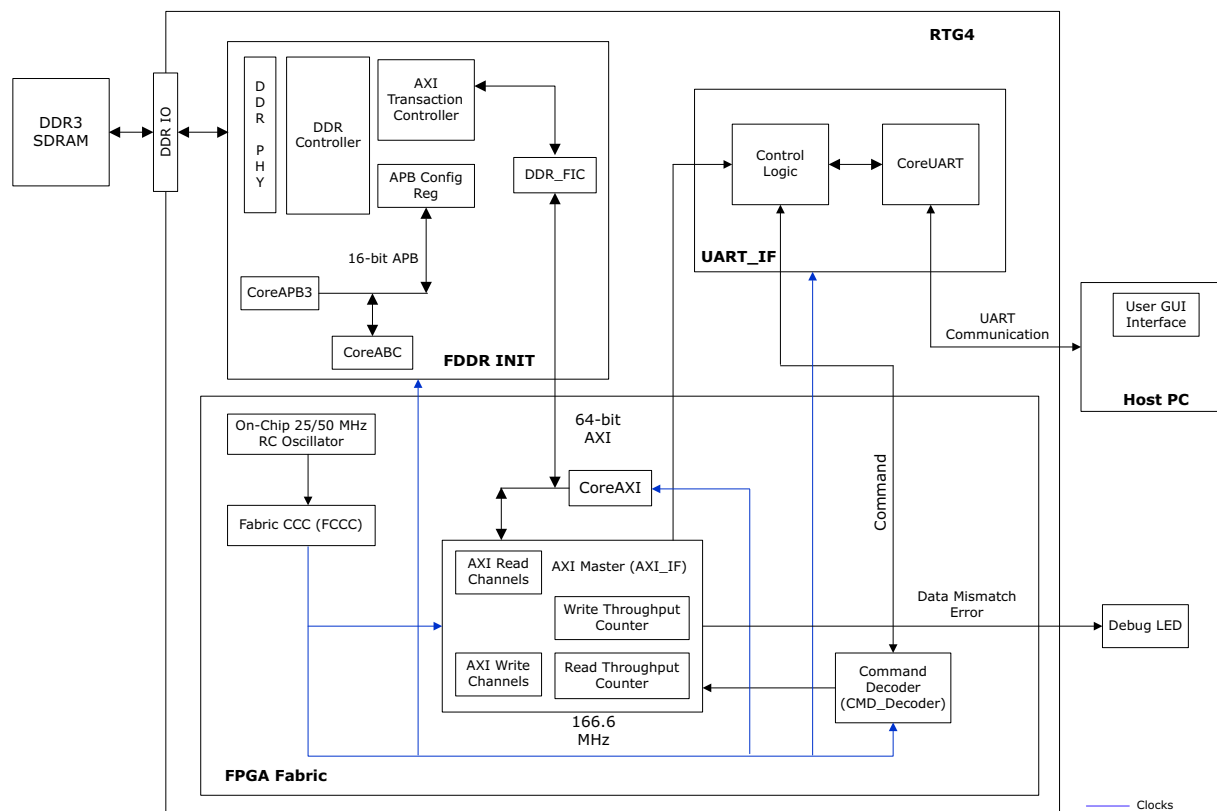 RTG4
DDR3
SDRAM
DDR IO
D
D
R
P
H
Y
DDR
Controller
AXI
Transaction
Controller
APB Config
Reg
DDR_FIC
16-bit APB
CoreAPB3
CoreABC
FDDR INIT
Control
Logic
CoreUART
UART_IF
UART
Communication
User GUI
Interface
Host PC
On-Chip 25/50 MHz
RC Oscillator
Fabric CCC (FCCC)
64-bit
AXI
CoreAXI
Command
AXI Read
Channels
AXI Master (AXI_IF)
Write Throughput
Counter
AXI Write
Channels
Read Throughput
Counter
166.6
MHz
Data Mismatch
Error
Debug LED
Command
Decoder
(CMD_Decoder)
FPGA Fabric
Clocks